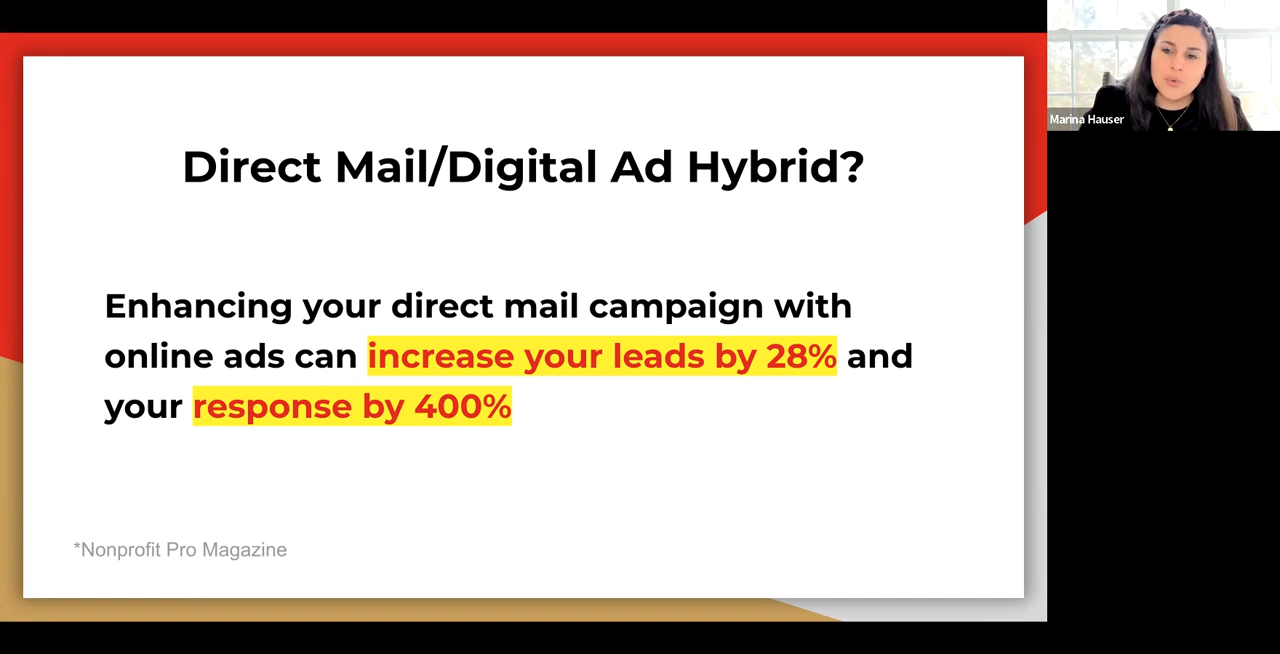 Direct Mail/Digital Ad Hybrid?
Enhancing your direct mail campaign with
online ads can increase your leads by 28% and
your response by 400%
*Nonprofit Pro Magazine
Marina Hauser